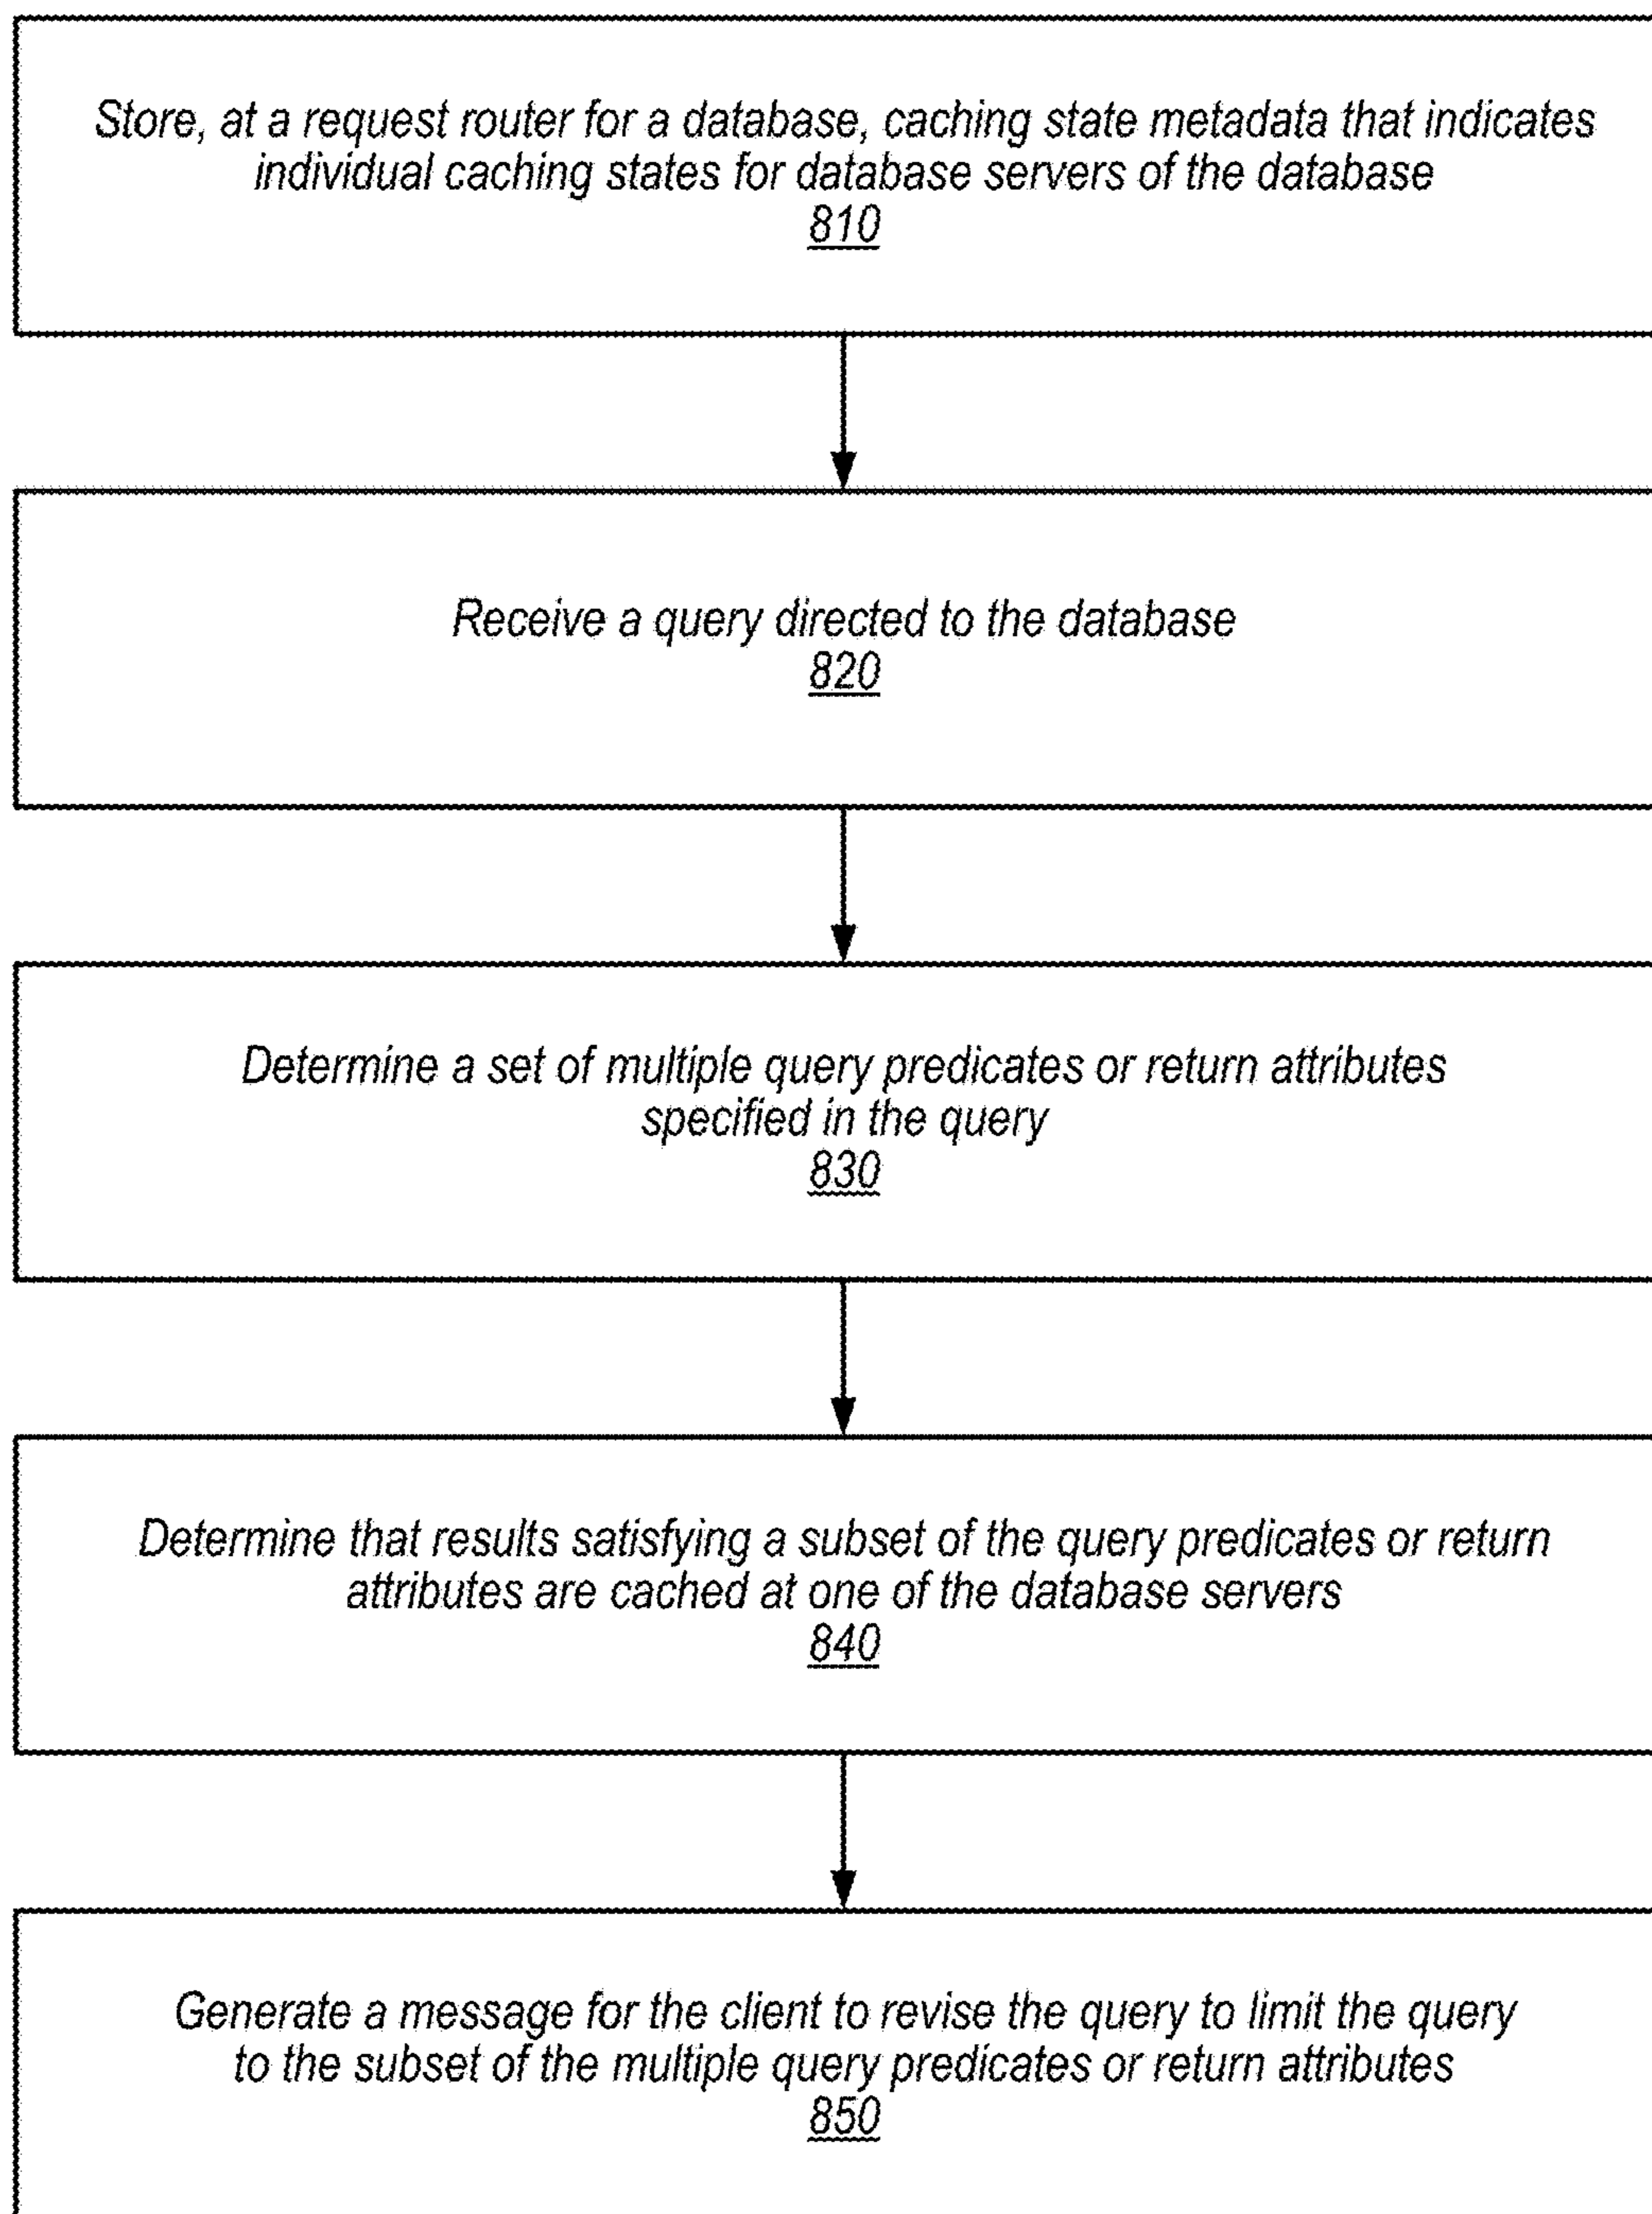 Store, at a request router for a database, caching state metadata that indicates
individual caching states for database servers of the database
810
Receive a query directed to the database
820
Determine a set of multiple query predicates or return attributes
specified in the query
830
Determine that results satisfying a subset of the query predicates or return
attributes are cached at one of the database servers
840
Generate a message for the client to revise the query to limit the query
to the subset of the multiple query predicates or return attributes
850